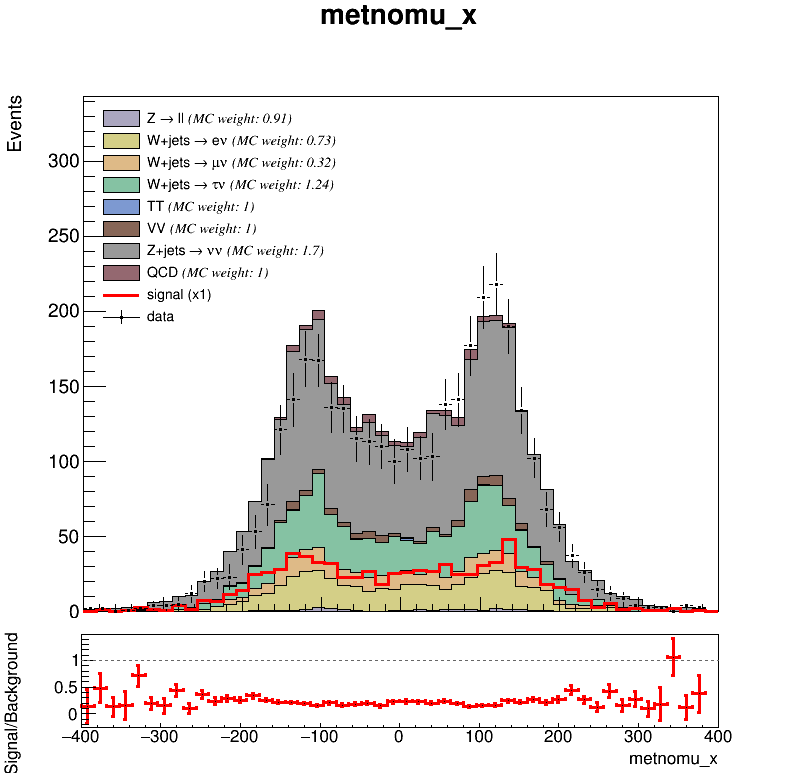 metnomu_x
Events
Z → ll (MC weight: 0.91)
W+jets → eν (MC weight: 0.73)
W+jets → μν (MC weight: 0.32)
W+jets → τν (MC weight: 1.24)
TT (MC weight: 1)
VV (MC weight: 1)
Z+jets → νν (MC weight: 1.7)
QCD (MC weight: 1)
signal (x1)
data
300
250
200
150
100
50
0
Signal/Background
1
0.5
0
−400 −300 −200 −100 0 100 200 300 400
metnomu_x